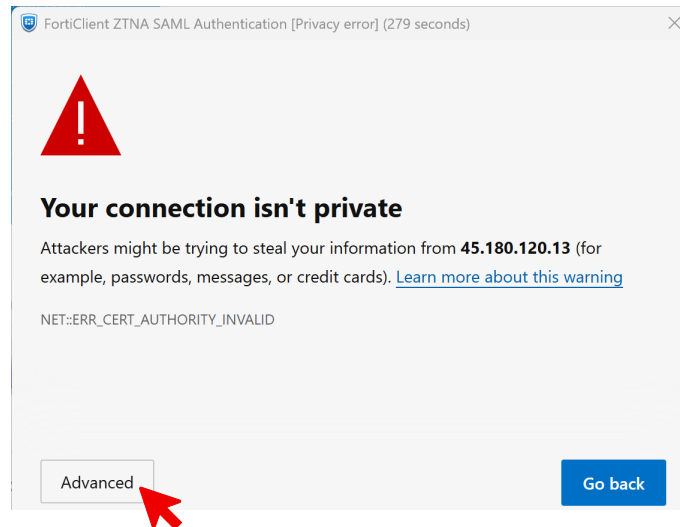 FortiClient ZTNA SAML Authentication [Privacy error] (279 seconds)
Your connection isn't private
Attackers might be trying to steal your information from 45.180.120.13 (for
example, passwords, messages, or credit cards). Learn more about this warning
NET::ERR_CERT_AUTHORITY_INVALID
Advanced
Go back